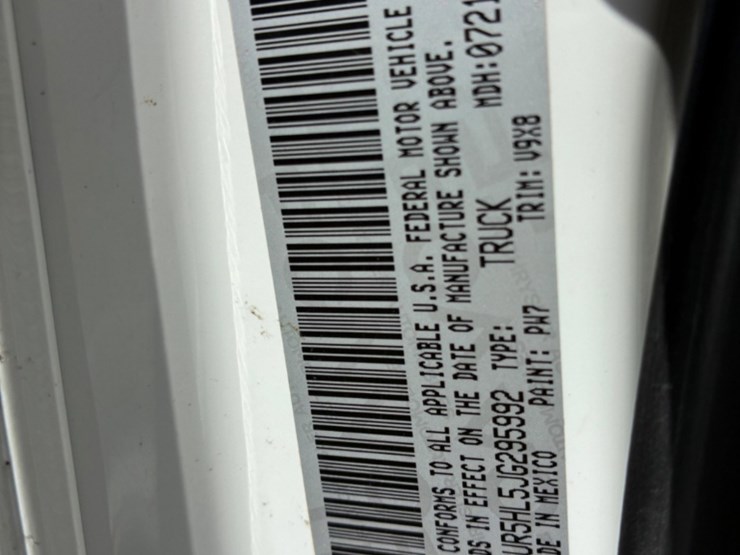 CONFORMS TO ALL APPLICABLE U.S.A. FEDERAL MOTOR VEHICLE
DS IN EFFECT ON THE DATE OF MANUFACTURE SHOWN ABOVE.
UR5HL5JG295992 TYPE: TRUCK MDH:0721
DE IN MEXICO PAINT: PW7 TRIM: V9X8